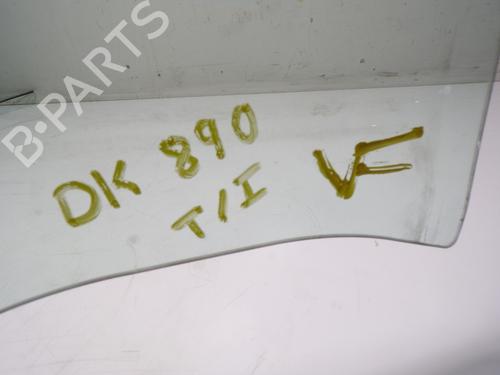 B-PARTS
DK 890
T/I VF